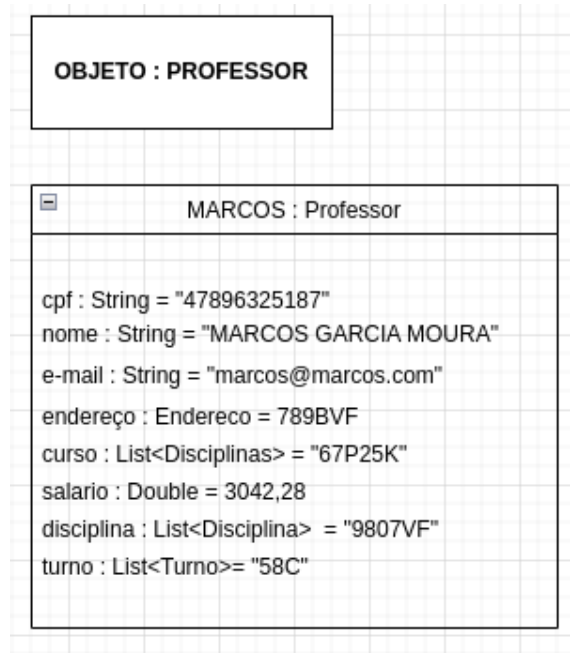 OBJETO : PROFESSOR
MARCOS : Professor
cpf : String = "47896325187"
nome : String = "MARCOS GARCIA MOURA"
e-mail : String = "marcos@marcos.com"
endereço : Endereco = 789BVF
curso : List<Disciplinas> = "67P25K"
salario : Double = 3042,28
disciplina : List<Disciplina>  = "9807VF"
turno : List<Turno>= "58C"